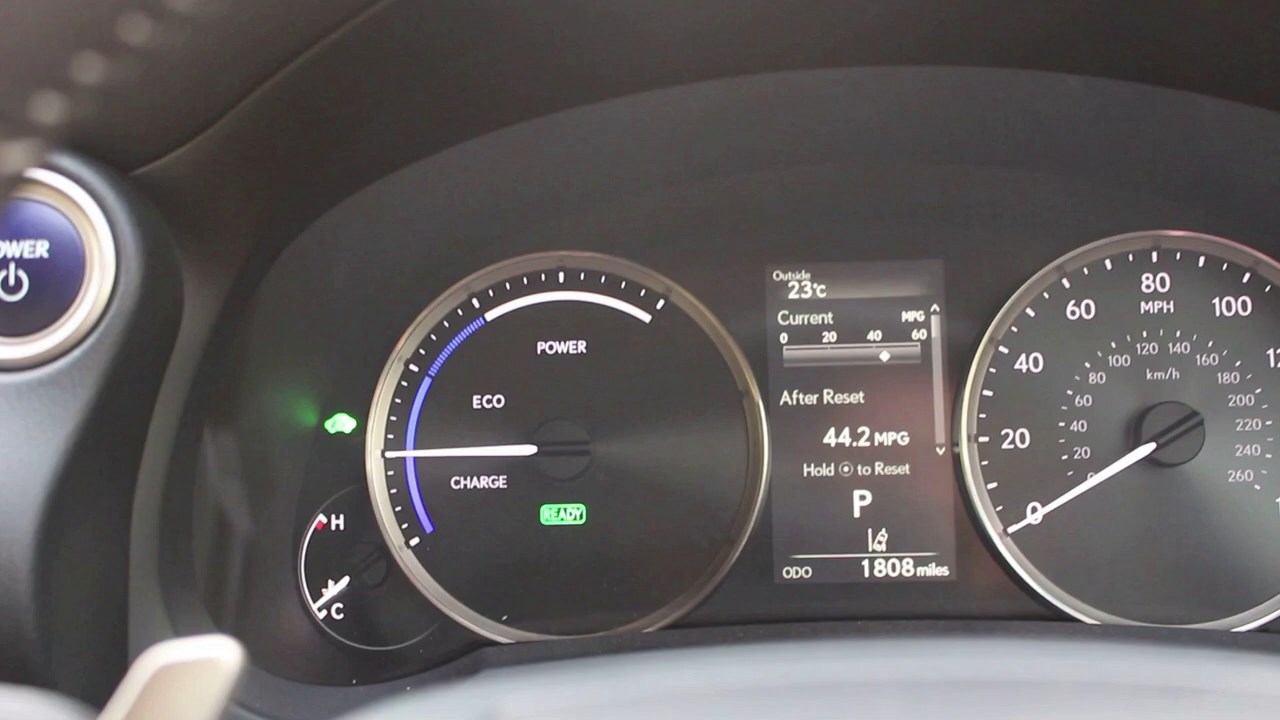 OWER
POWER
ECO
CHARGE
READY
H
C
Outside
23°C
Current MPG
0 20 40 60
After Reset
44.2 MPG
Hold to Reset
P
ODO 1808 miles
0 20 40 60 80 100
MPH
20 40 60 80 100 120 140 160 180 200 220 240 260
km/h